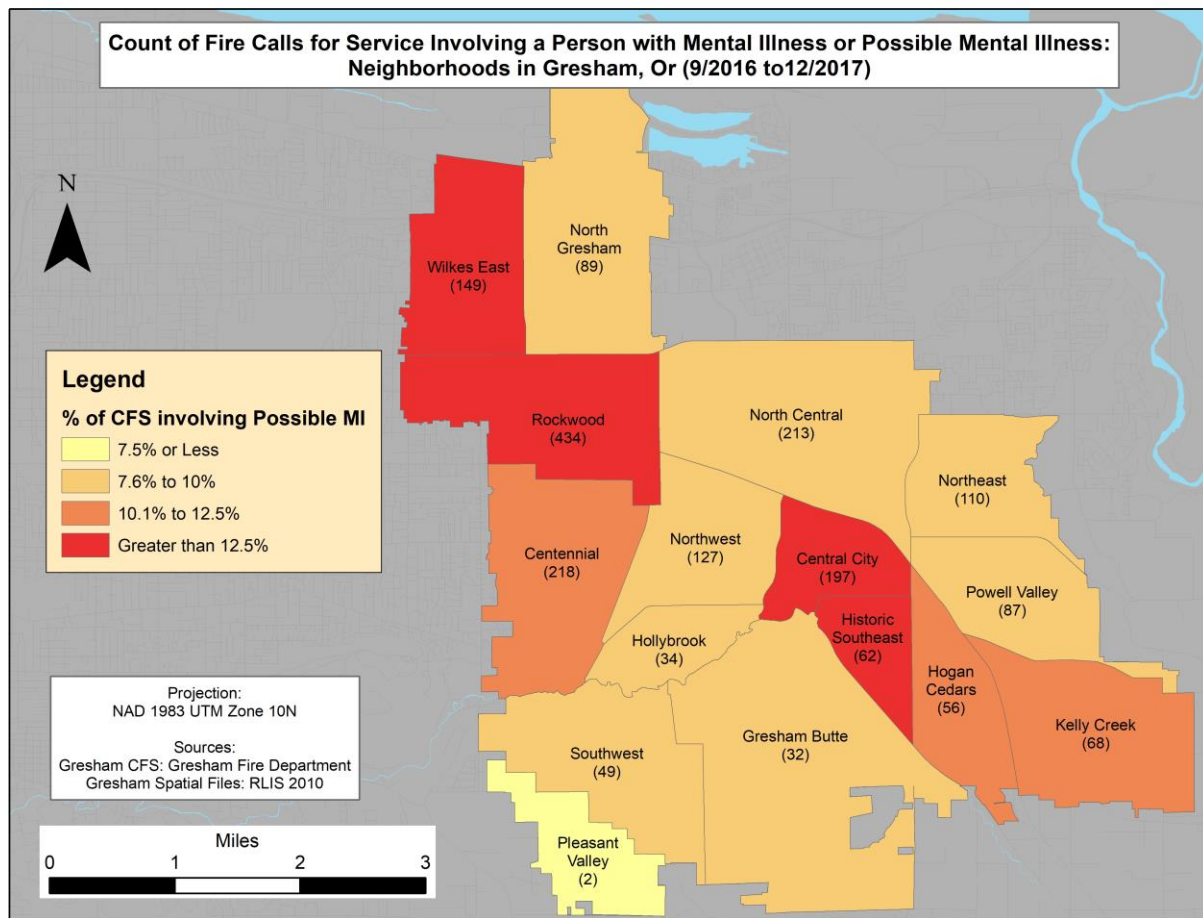 Count of Fire Calls for Service Involving a Person with Mental Illness or Possible Mental Illness:
Neighborhoods in Gresham, Or (9/2016 to12/2017)
N
North
Gresham
(89)
Wilkes East
(149)
Legend
% of CFS involving Possible MI
7.5% or Less
7.6% to 10%
10.1% to 12.5%
Greater than 12.5%
Rockwood
(434)
North Central
(213)
Northeast
(110)
Centennial
(218)
Northwest
(127)
Central City
(197)
Powell Valley
(87)
Historic
Southeast
(62)
Hollybrook
(34)
Hogan
Cedars
(56)
Kelly Creek
(68)
Gresham Butte
(32)
Southwest
(49)
Pleasant
Valley
(2)
Projection:
NAD 1983 UTM Zone 10N
Sources:
Gresham CFS: Gresham Fire Department
Gresham Spatial Files: RLIS 2010
Miles
0 1 2 3